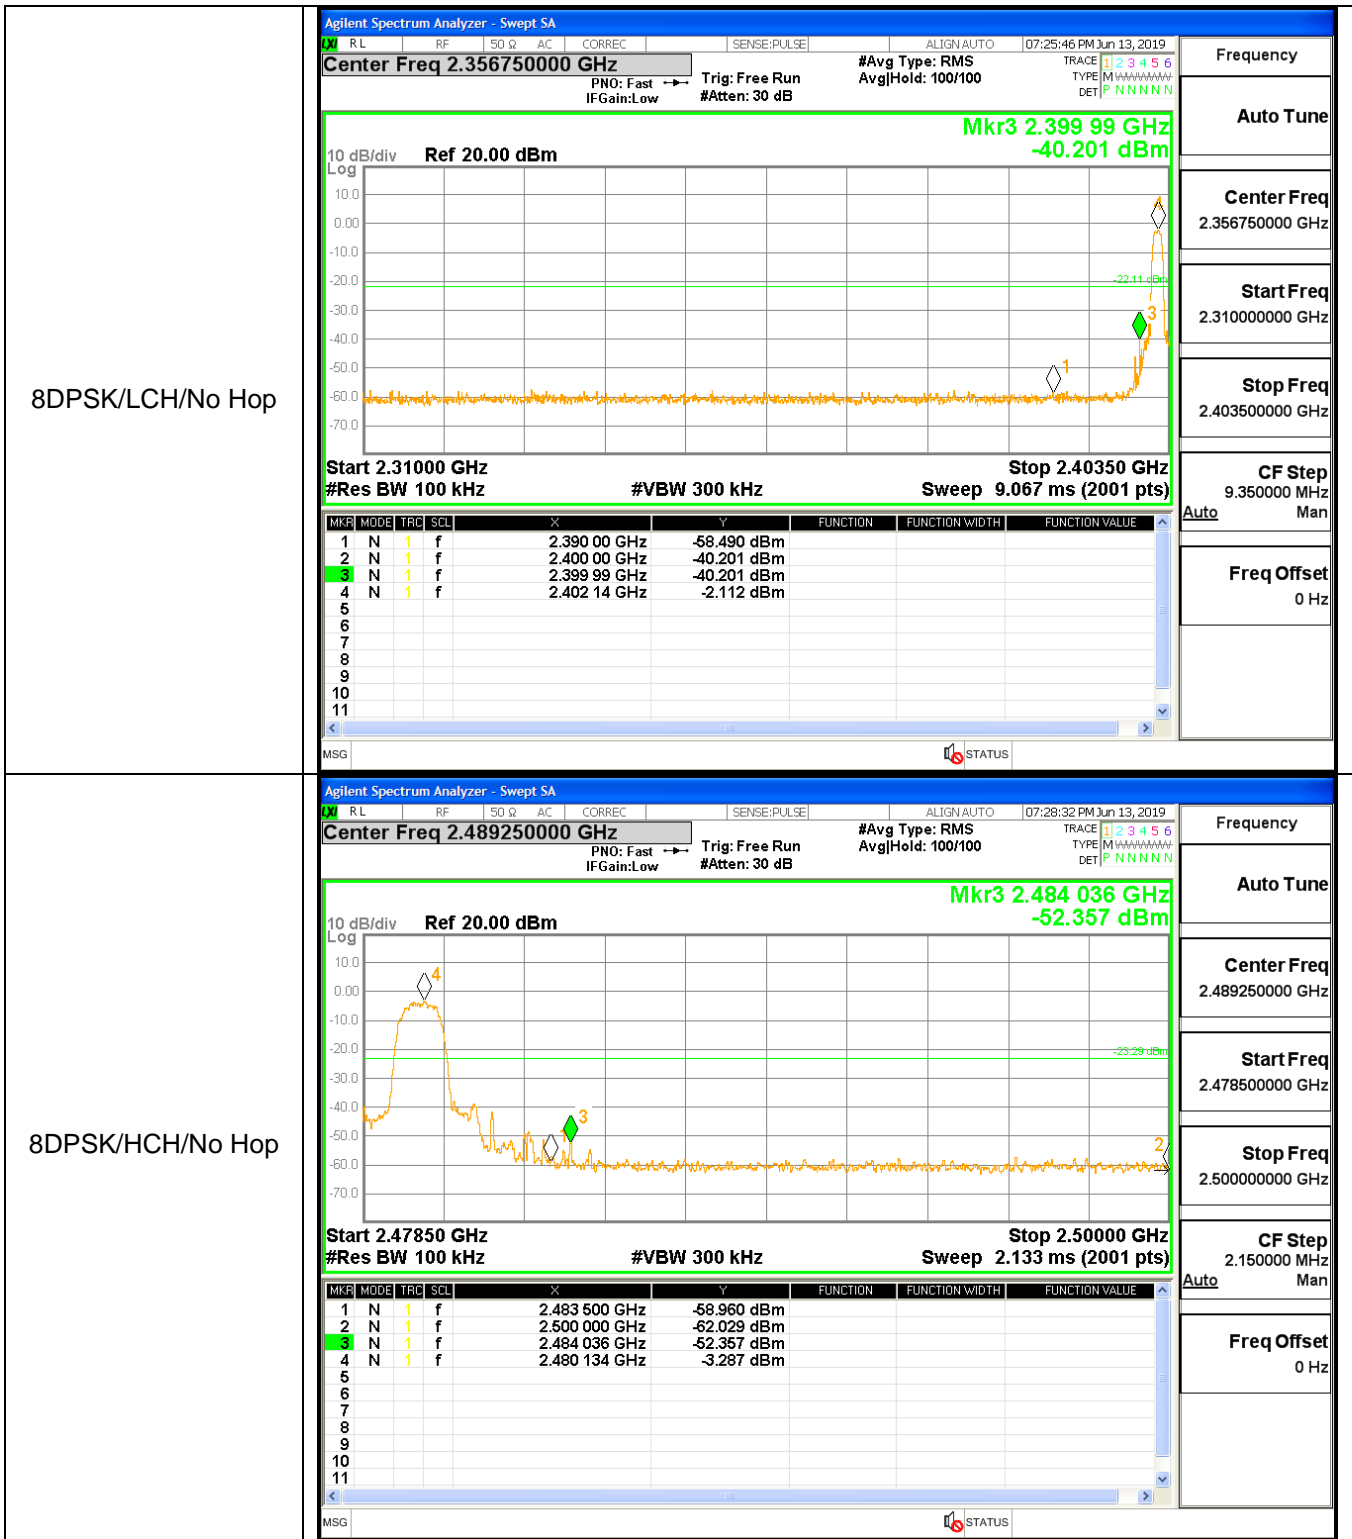 8DPSK/LCH/No Hop
Agilent Spectrum Analyzer - Swept SA
LXI RL RF 50 Ω AC CORREC SENSE:PULSE ALIGN AUTO 07:25:46 PM Jun 13, 2019
Center Freq 2.356750000 GHz
PNO: Fast
IFGain:Low
Trig: Free Run
#Atten: 30 dB
#Avg Type: RMS
Avg|Hold: 100/100
TRACE 1 2 3 4 5 6
TYPE M
DET P N N N N N
Mkr3 2.399 99 GHz
-40.201 dBm
10 dB/div Ref 20.00 dBm
Log
10.0
0.00
-10.0
-20.0
-30.0
-40.0
-50.0
-60.0
-70.0
-22.11 dBm
4
3
1
Start 2.31000 GHz Stop 2.40350 GHz
#Res BW 100 kHz #VBW 300 kHz Sweep 9.067 ms (2001 pts)
MKR MODE TRC SCL X Y FUNCTION FUNCTION WIDTH FUNCTION VALUE
1 N 1 f 2.390 00 GHz -58.490 dBm
2 N 1 f 2.400 00 GHz -40.201 dBm
3 N 1 f 2.399 99 GHz -40.201 dBm
4 N 1 f 2.402 14 GHz -2.112 dBm
5
6
7
8
9
10
11
MSG STATUS
Frequency
Auto Tune
Center Freq
2.356750000 GHz
Start Freq
2.310000000 GHz
Stop Freq
2.403500000 GHz
CF Step
9.350000 MHz
Auto Man
Freq Offset
0 Hz
8DPSK/HCH/No Hop
Agilent Spectrum Analyzer - Swept SA
LXI RL RF 50 Ω AC CORREC SENSE:PULSE ALIGN AUTO 07:28:32 PM Jun 13, 2019
Center Freq 2.489250000 GHz
PNO: Fast
IFGain:Low
Trig: Free Run
#Atten: 30 dB
#Avg Type: RMS
Avg|Hold: 100/100
TRACE 1 2 3 4 5 6
TYPE M
DET P N N N N N
Mkr3 2.484 036 GHz
-52.357 dBm
10 dB/div Ref 20.00 dBm
Log
10.0
0.00
-10.0
-20.0
-30.0
-40.0
-50.0
-60.0
-70.0
-23.29 dBm
4
3
1
2
Start 2.47850 GHz Stop 2.50000 GHz
#Res BW 100 kHz #VBW 300 kHz Sweep 2.133 ms (2001 pts)
MKR MODE TRC SCL X Y FUNCTION FUNCTION WIDTH FUNCTION VALUE
1 N 1 f 2.483 500 GHz -58.960 dBm
2 N 1 f 2.500 000 GHz -62.029 dBm
3 N 1 f 2.484 036 GHz -52.357 dBm
4 N 1 f 2.480 134 GHz -3.287 dBm
5
6
7
8
9
10
11
MSG STATUS
Frequency
Auto Tune
Center Freq
2.489250000 GHz
Start Freq
2.478500000 GHz
Stop Freq
2.500000000 GHz
CF Step
2.150000 MHz
Auto Man
Freq Offset
0 Hz